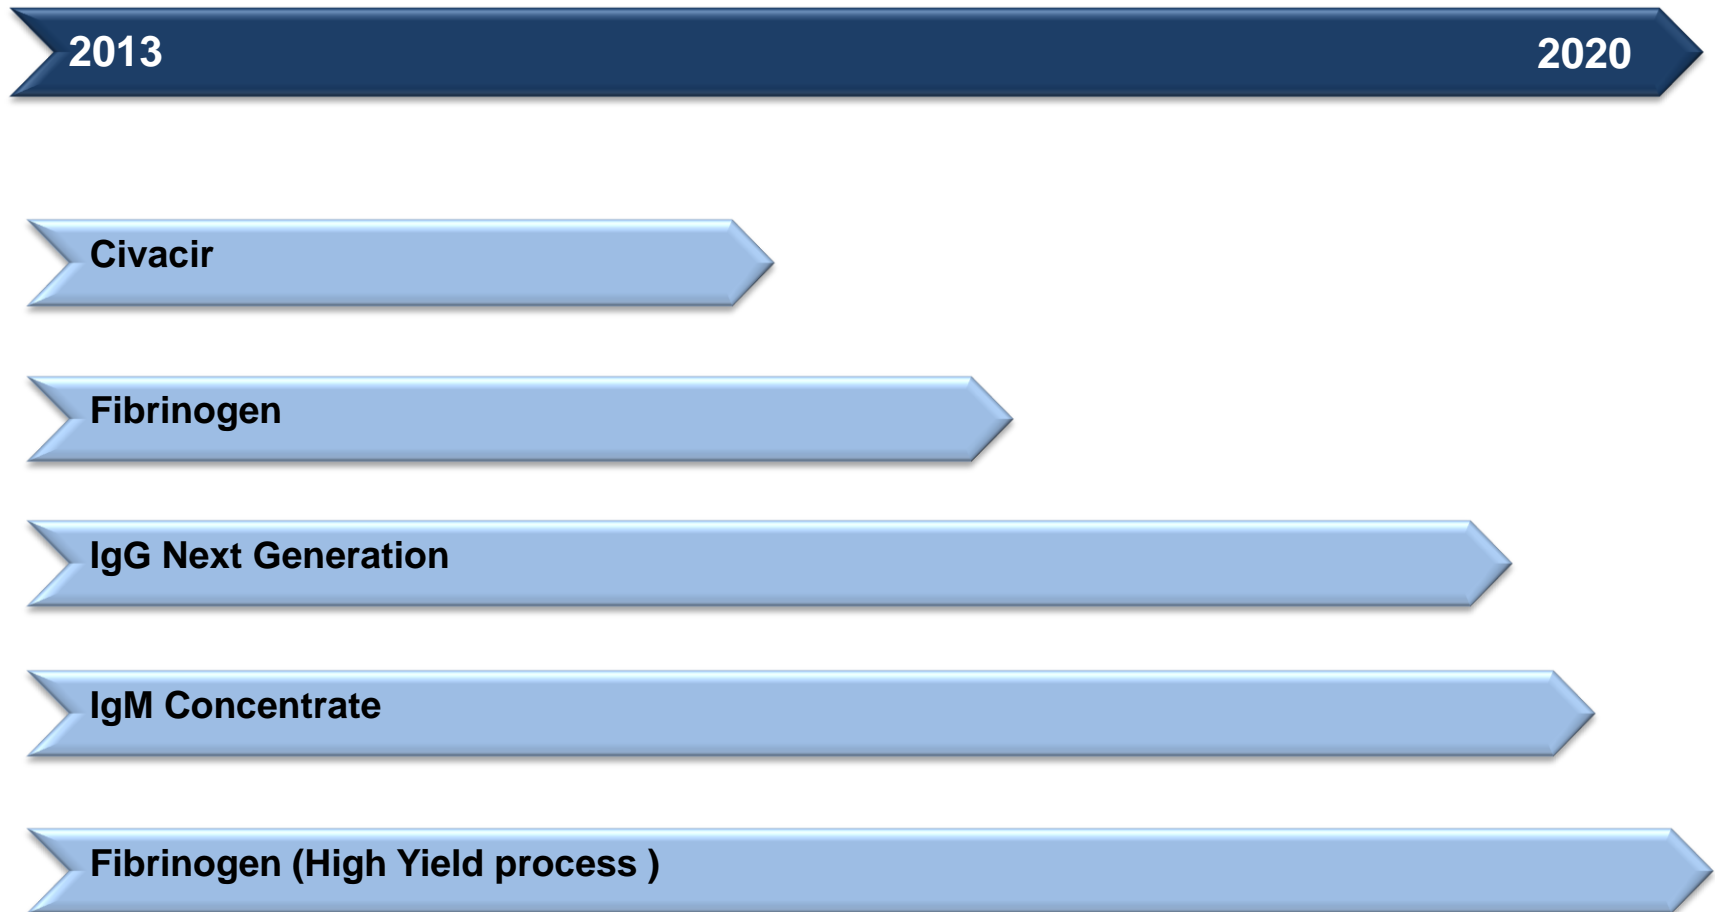 2013 2020
Civacir
Fibrinogen
IgG Next Generation
IgM Concentrate
Fibrinogen (High Yield process )